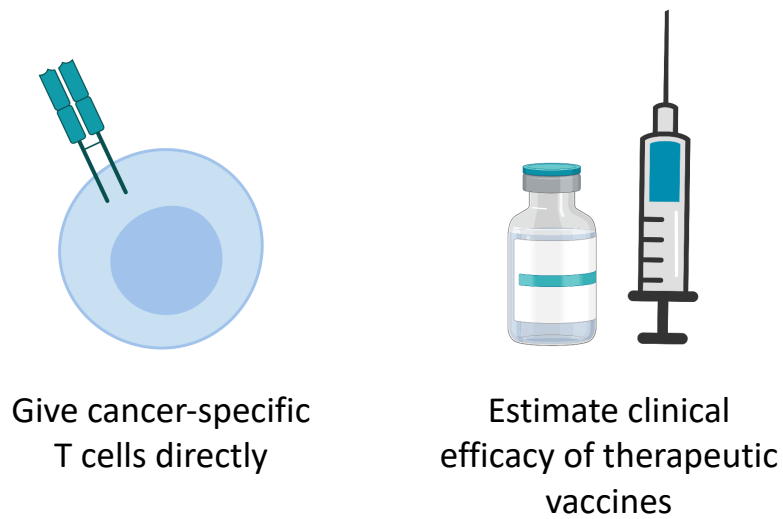 Give cancer-specific
T cells directly
Estimate clinical
efficacy of therapeutic
vaccines